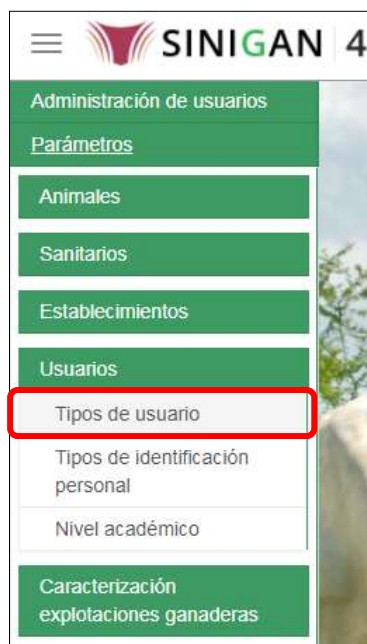 SINIGAN 4
Administración de usuarios
Parámetros
Animales
Sanitarios
Establecimientos
Usuarios
Tipos de usuario
Tipos de identificación
personal
Nivel académico
Caracterización
explotaciones ganaderas